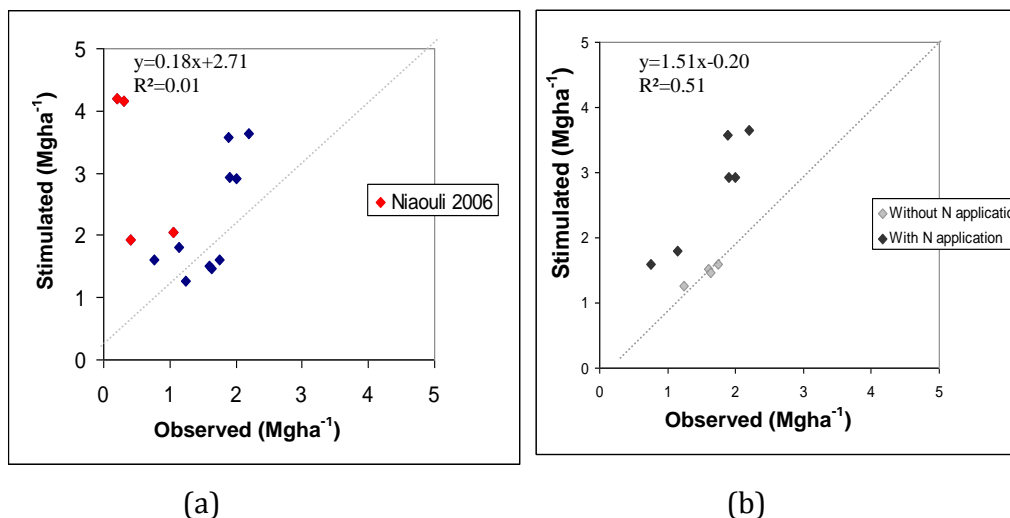 y=0.18x+2.71
R²=0.01
5
4
3
2
1
0
0 1 2 3 4 5
Stimulated (Mgha⁻¹)
Observed (Mgha⁻¹)
Niaouli 2006
(a)
y=1.51x-0.20
R²=0.51
5
4
3
2
1
0
0 1 2 3 4 5
Stimulated (Mgha⁻¹)
Observed (Mgha⁻¹)
Without N application
With N application
(b)